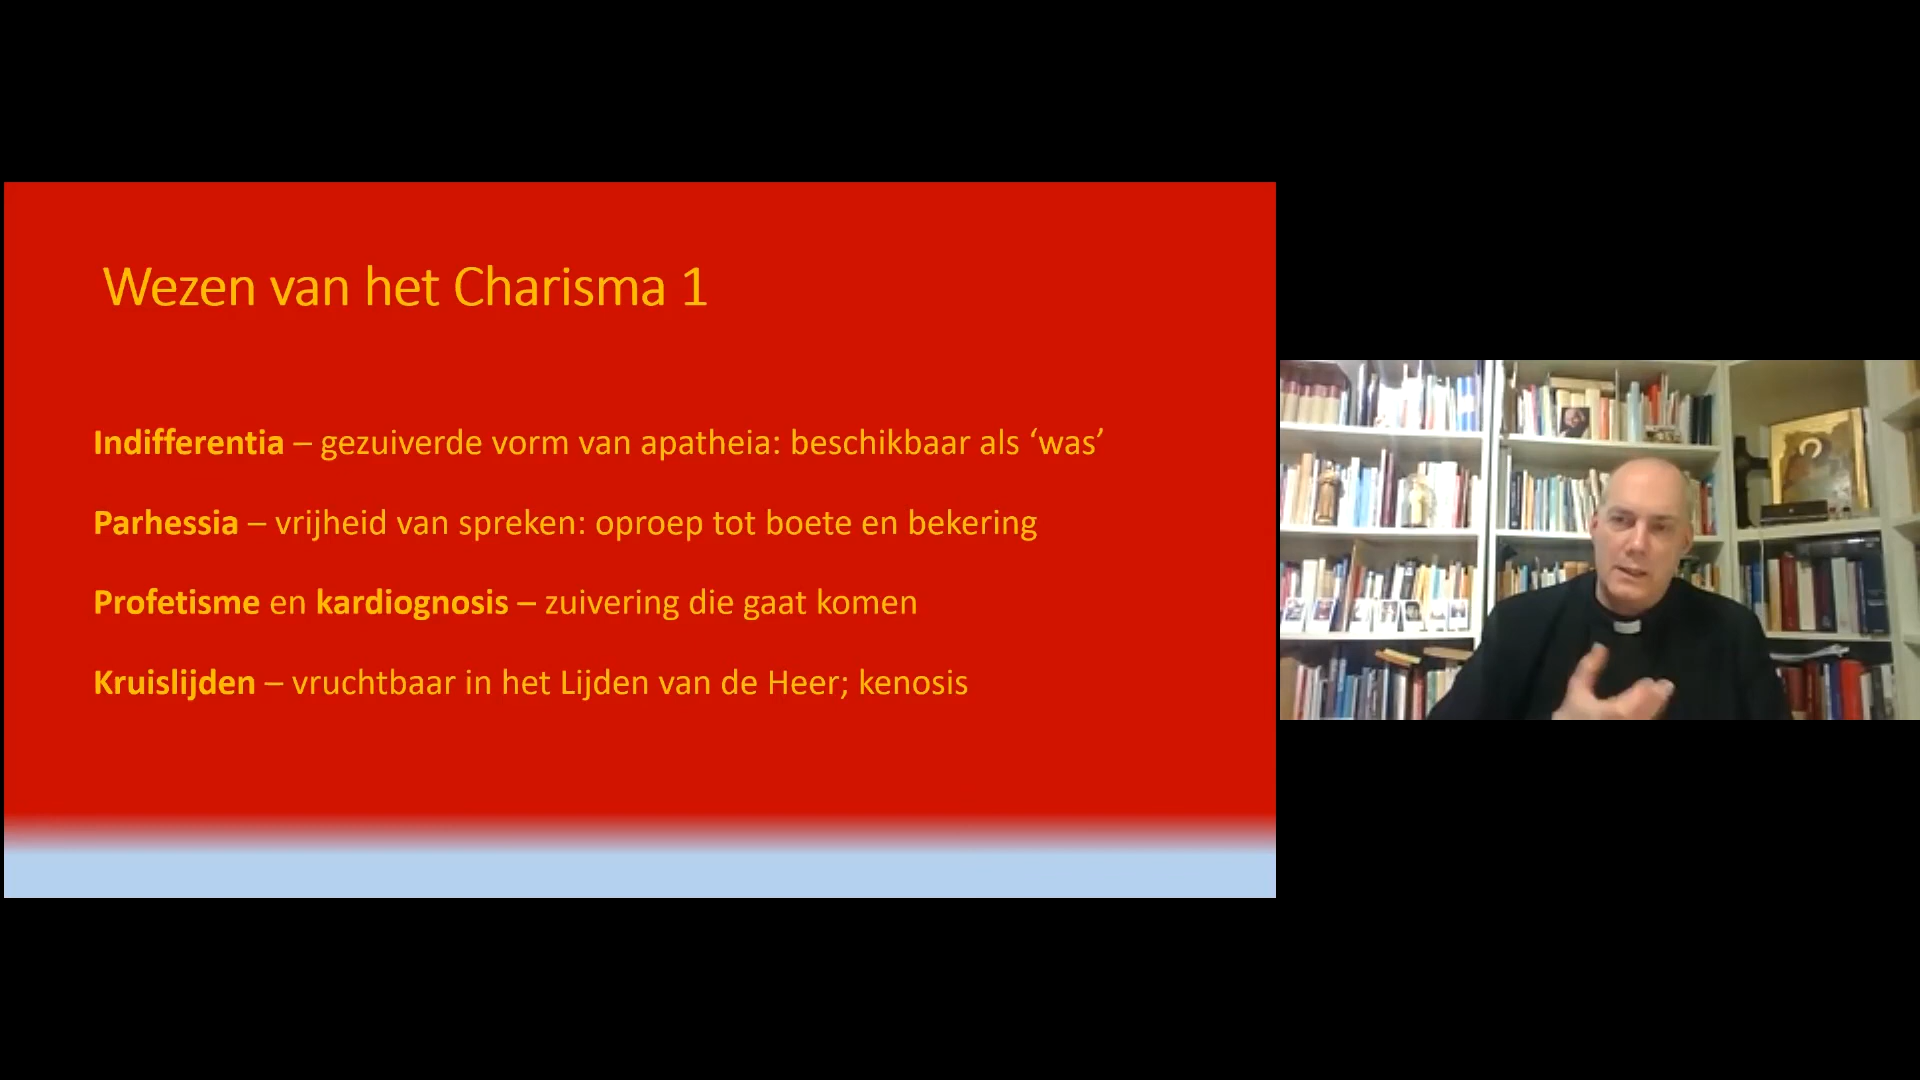 Wezen van het Charisma 1
Indifferentia – gezuiverde vorm van apatheia: beschikbaar als ‘was’
Parhessia – vrijheid van spreken: oproep tot boete en bekering
Profetisme en kardiognosis – zuivering die gaat komen
Kruislijden – vruchtbaar in het Lijden van de Heer; kenosis